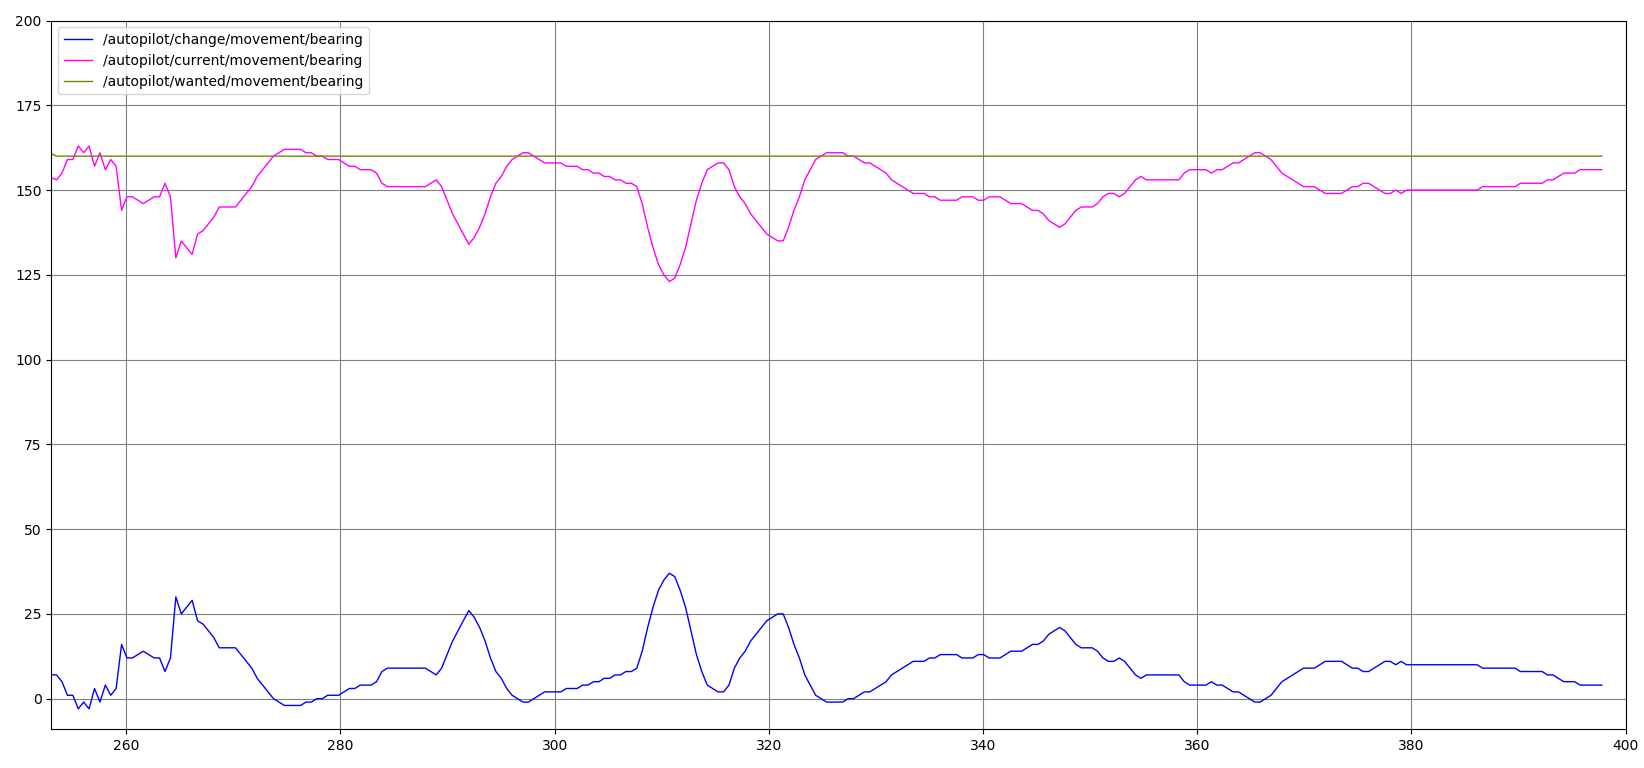 /autopilot/change/movement/bearing
/autopilot/current/movement/bearing
/autopilot/wanted/movement/bearing
200
175
150
125
100
75
50
25
0
260 280 300 320 340 360 380 400